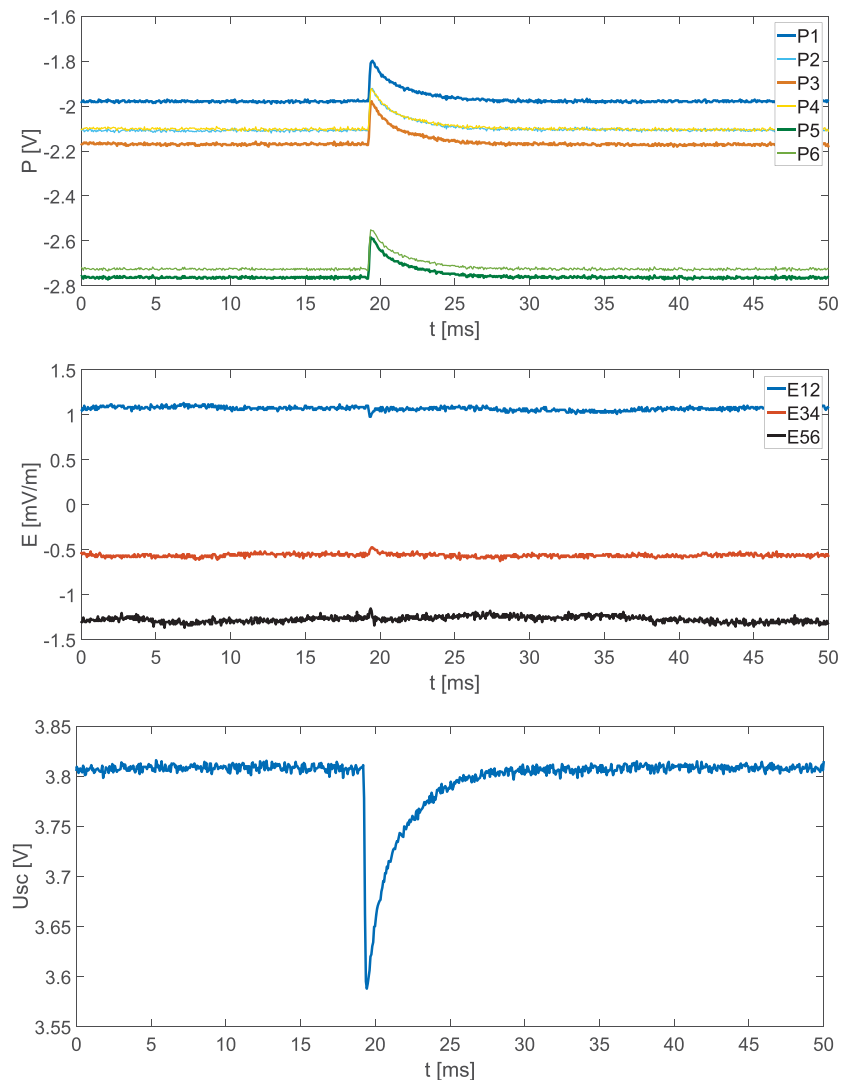 -1.6
-1.8
-2
-2.2
-2.4
-2.6
-2.8
P [V]
P1
P2
P3
P4
P5
P6
0 5 10 15 20 25 30 35 40 45 50
t [ms]
1.5
1
0.5
0
-0.5
-1
-1.5
E [mV/m]
E12
E34
E56
0 5 10 15 20 25 30 35 40 45 50
t [ms]
3.85
3.8
3.75
3.7
3.65
3.6
3.55
Usc [V]
0 5 10 15 20 25 30 35 40 45 50
t [ms]